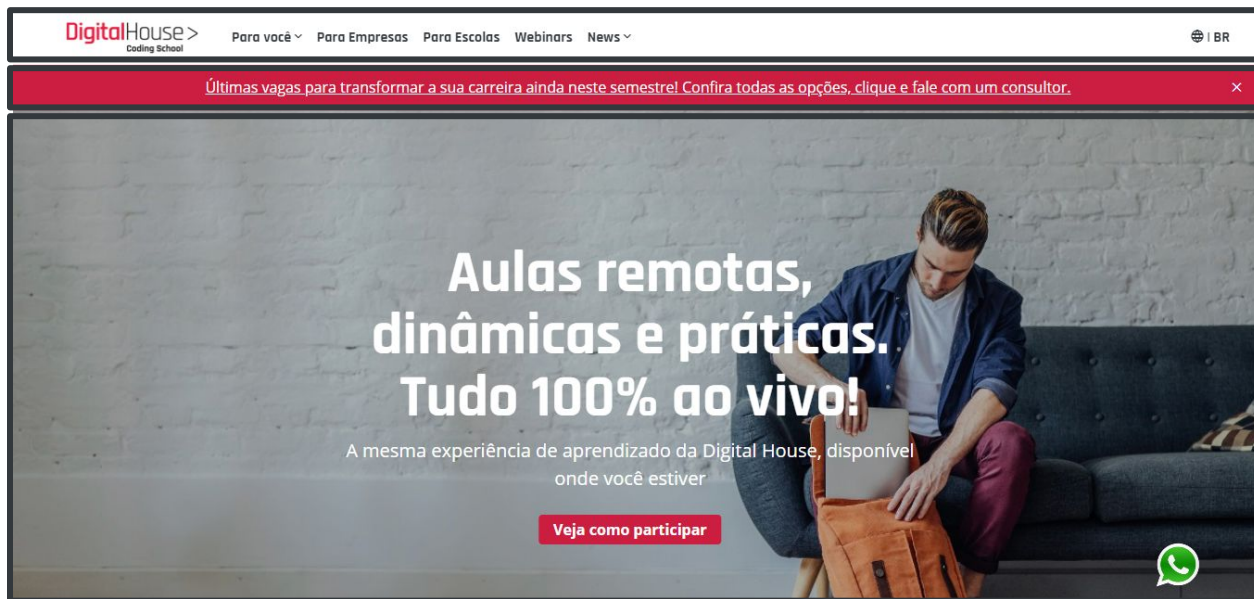 DigitalHouse>
Coding School
Para você Para Empresas Para Escolas Webinars News
| BR
Últimas vagas para transformar a sua carreira ainda neste semestre! Confira todas as opções, clique e fale com um consultor. ×
Aulas remotas,
dinâmicas e práticas.
Tudo 100% ao vivo!
A mesma experiência de aprendizado da Digital House, disponível
onde você estiver
Veja como participar